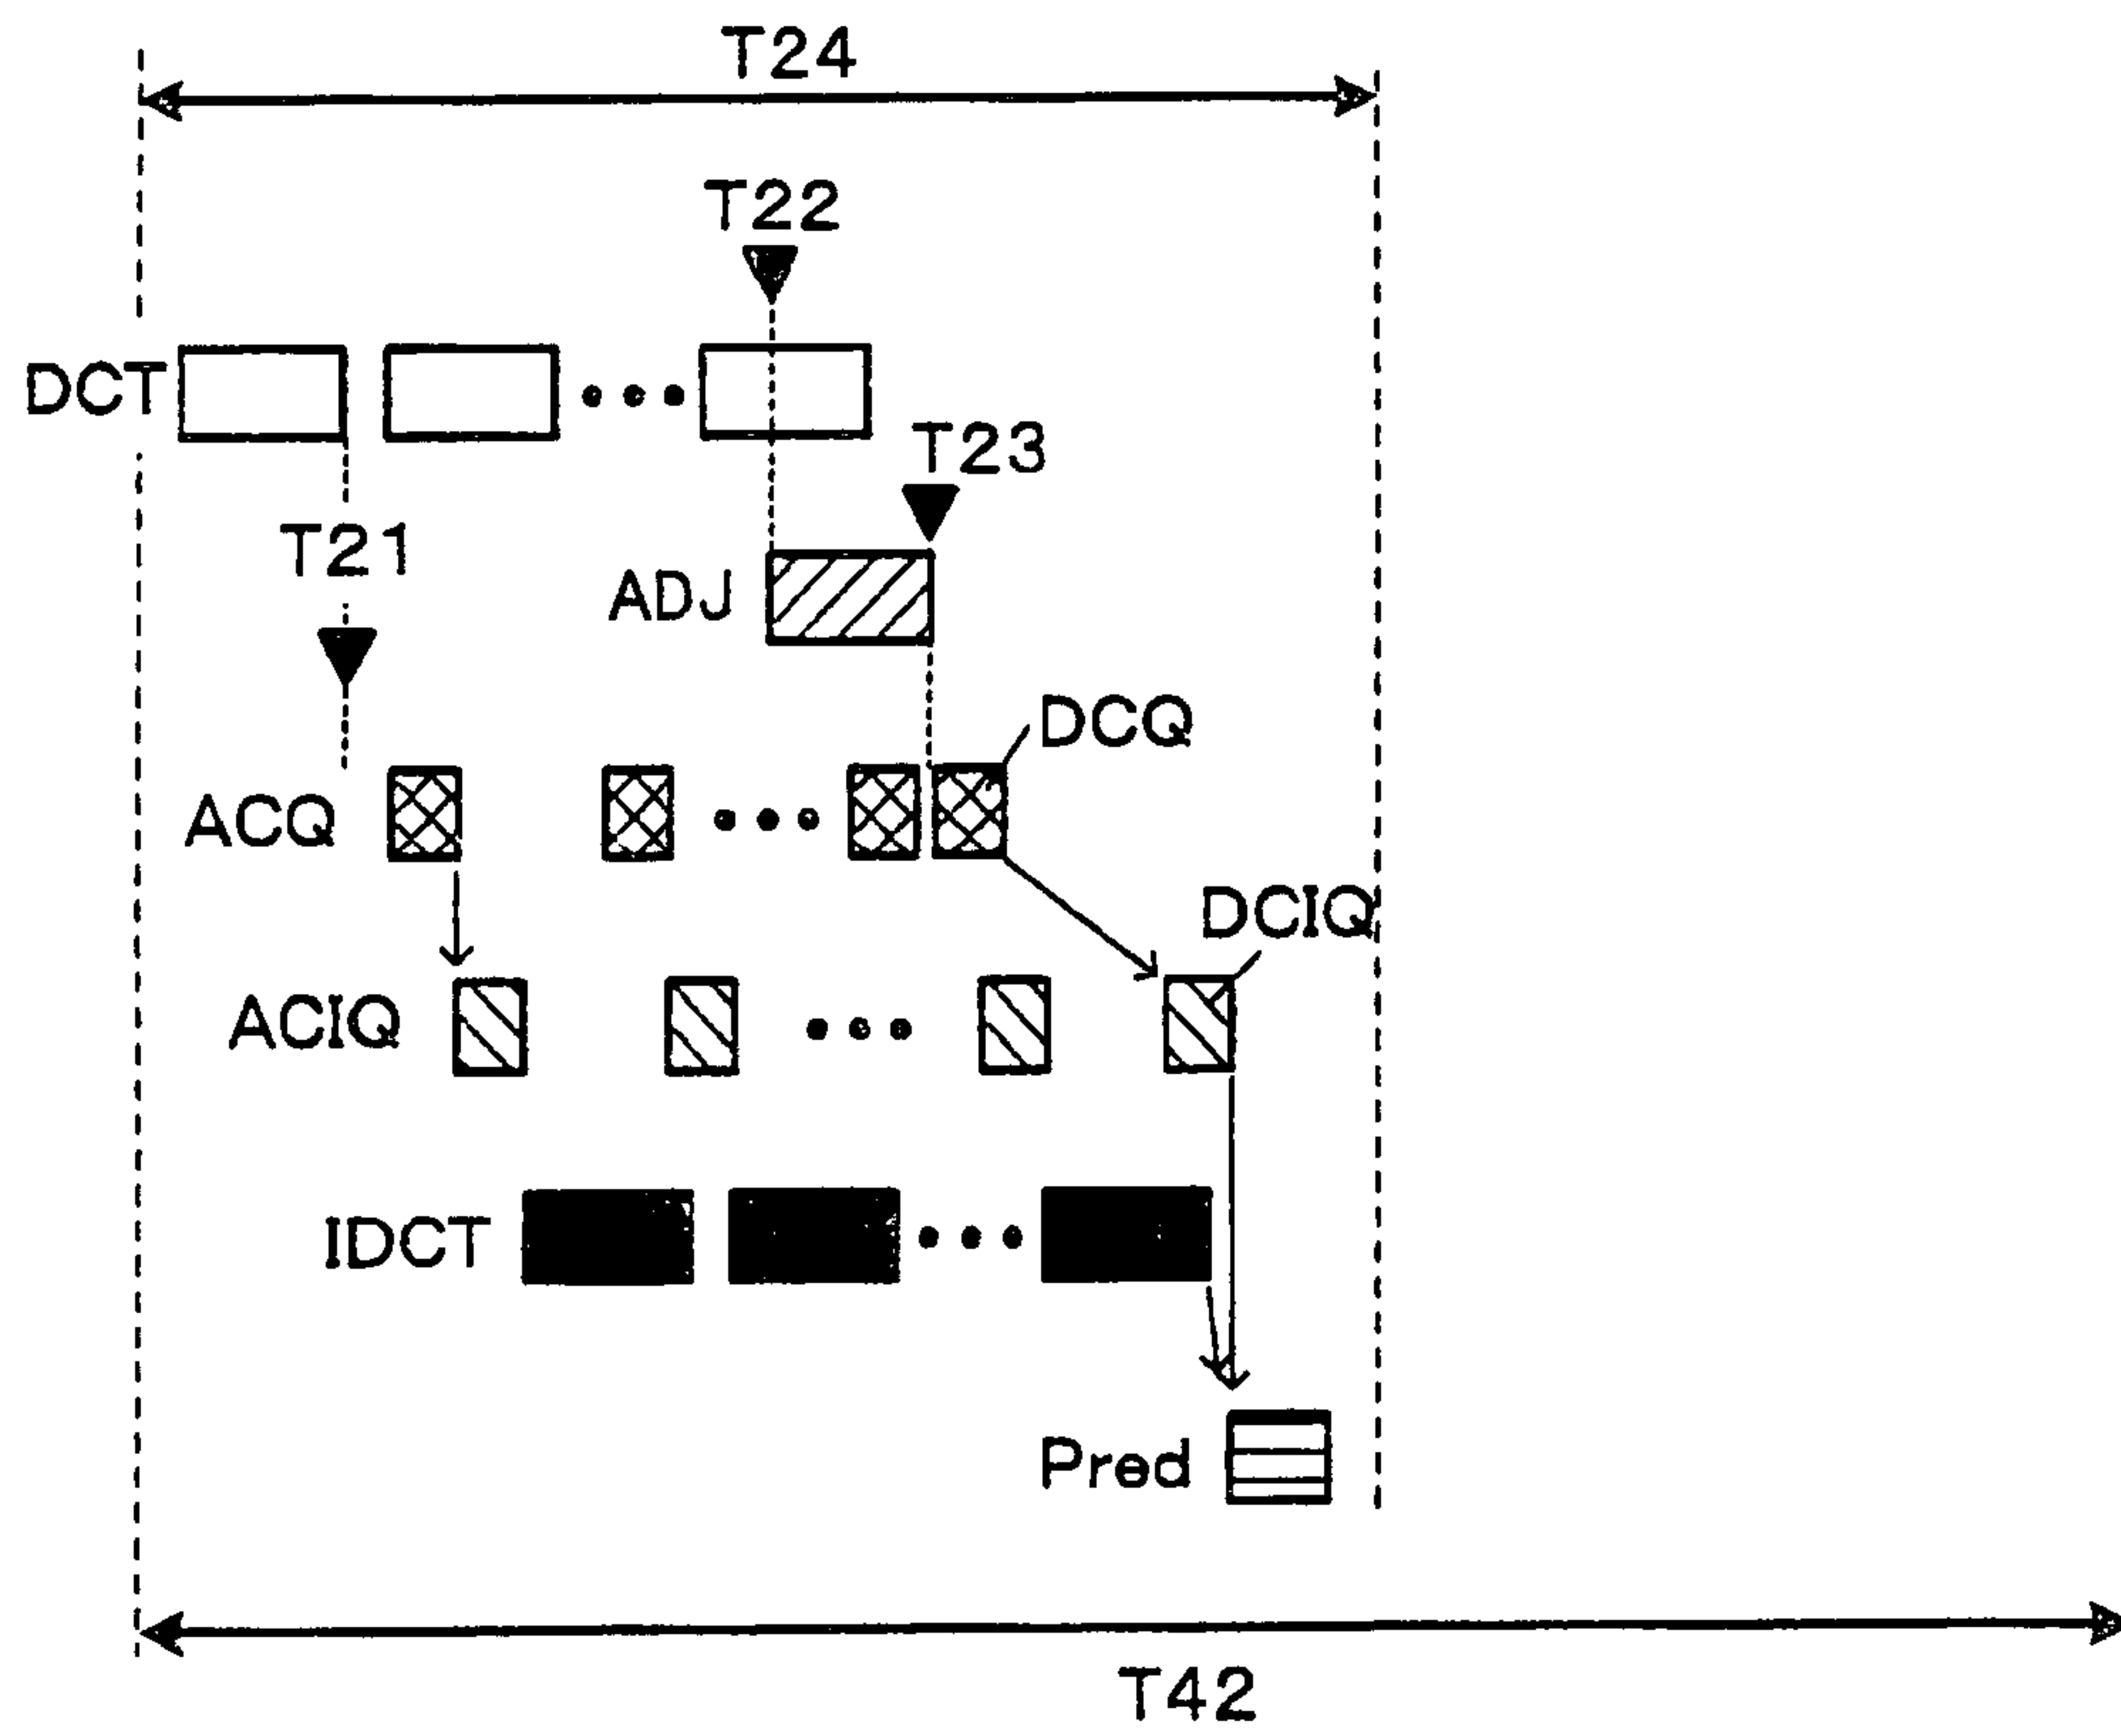 T24
T22
DCT
T23
T21
ADJ
DCQ
ACQ
DCIQ
ACIQ
IDCT
Pred
T42